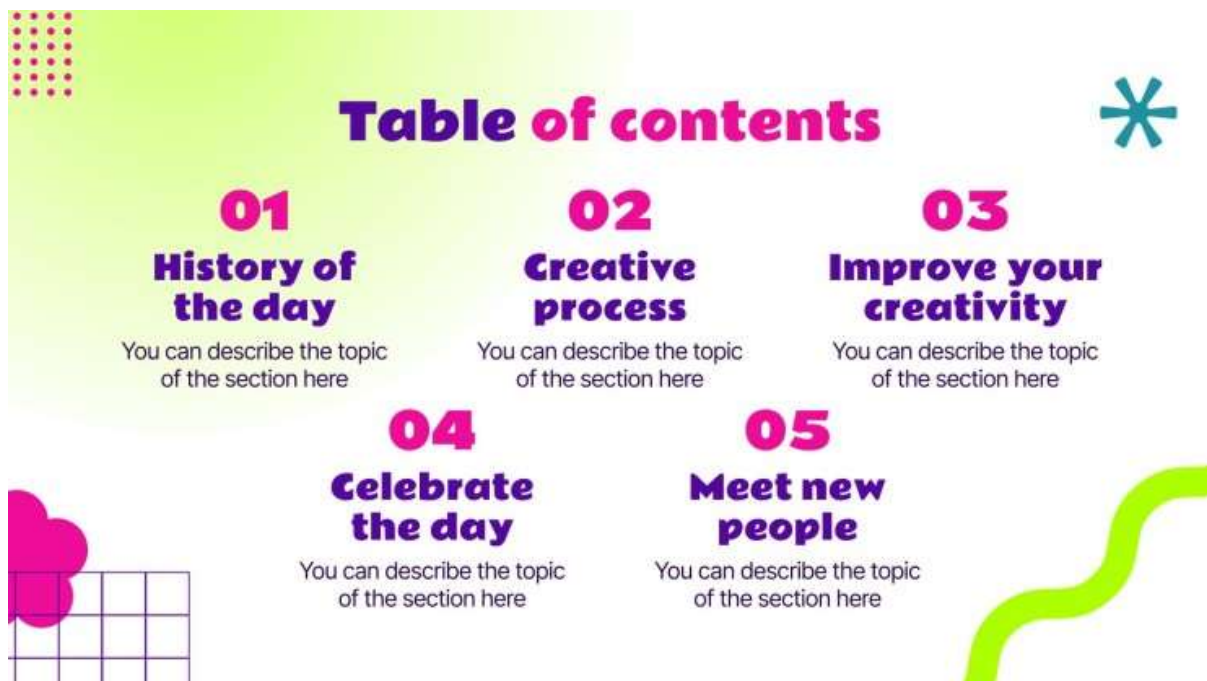 Table of contents
01
History of
the day
You can describe the topic
of the section here
02
Creative
process
You can describe the topic
of the section here
03
Improve your
creativity
You can describe the topic
of the section here
04
Celebrate
the day
You can describe the topic
of the section here
05
Meet new
people
You can describe the topic
of the section here